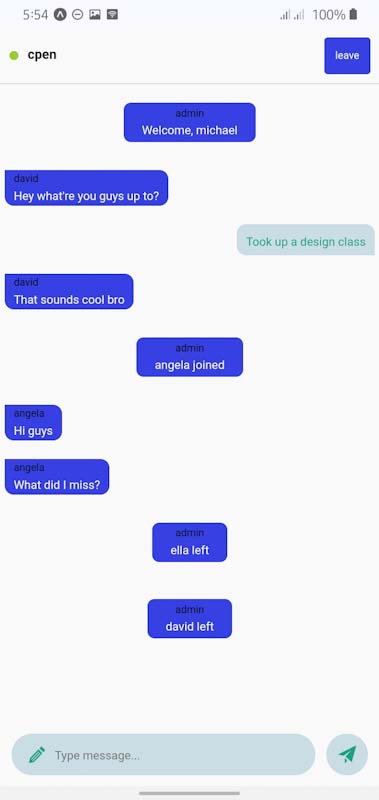 5:54 100%
cpen leave
admin
Welcome, michael
david
Hey what're you guys up to?
Took up a design class
david
That sounds cool bro
admin
angela joined
angela
Hi guys
angela
What did I miss?
admin
ella left
admin
david left
Type message...